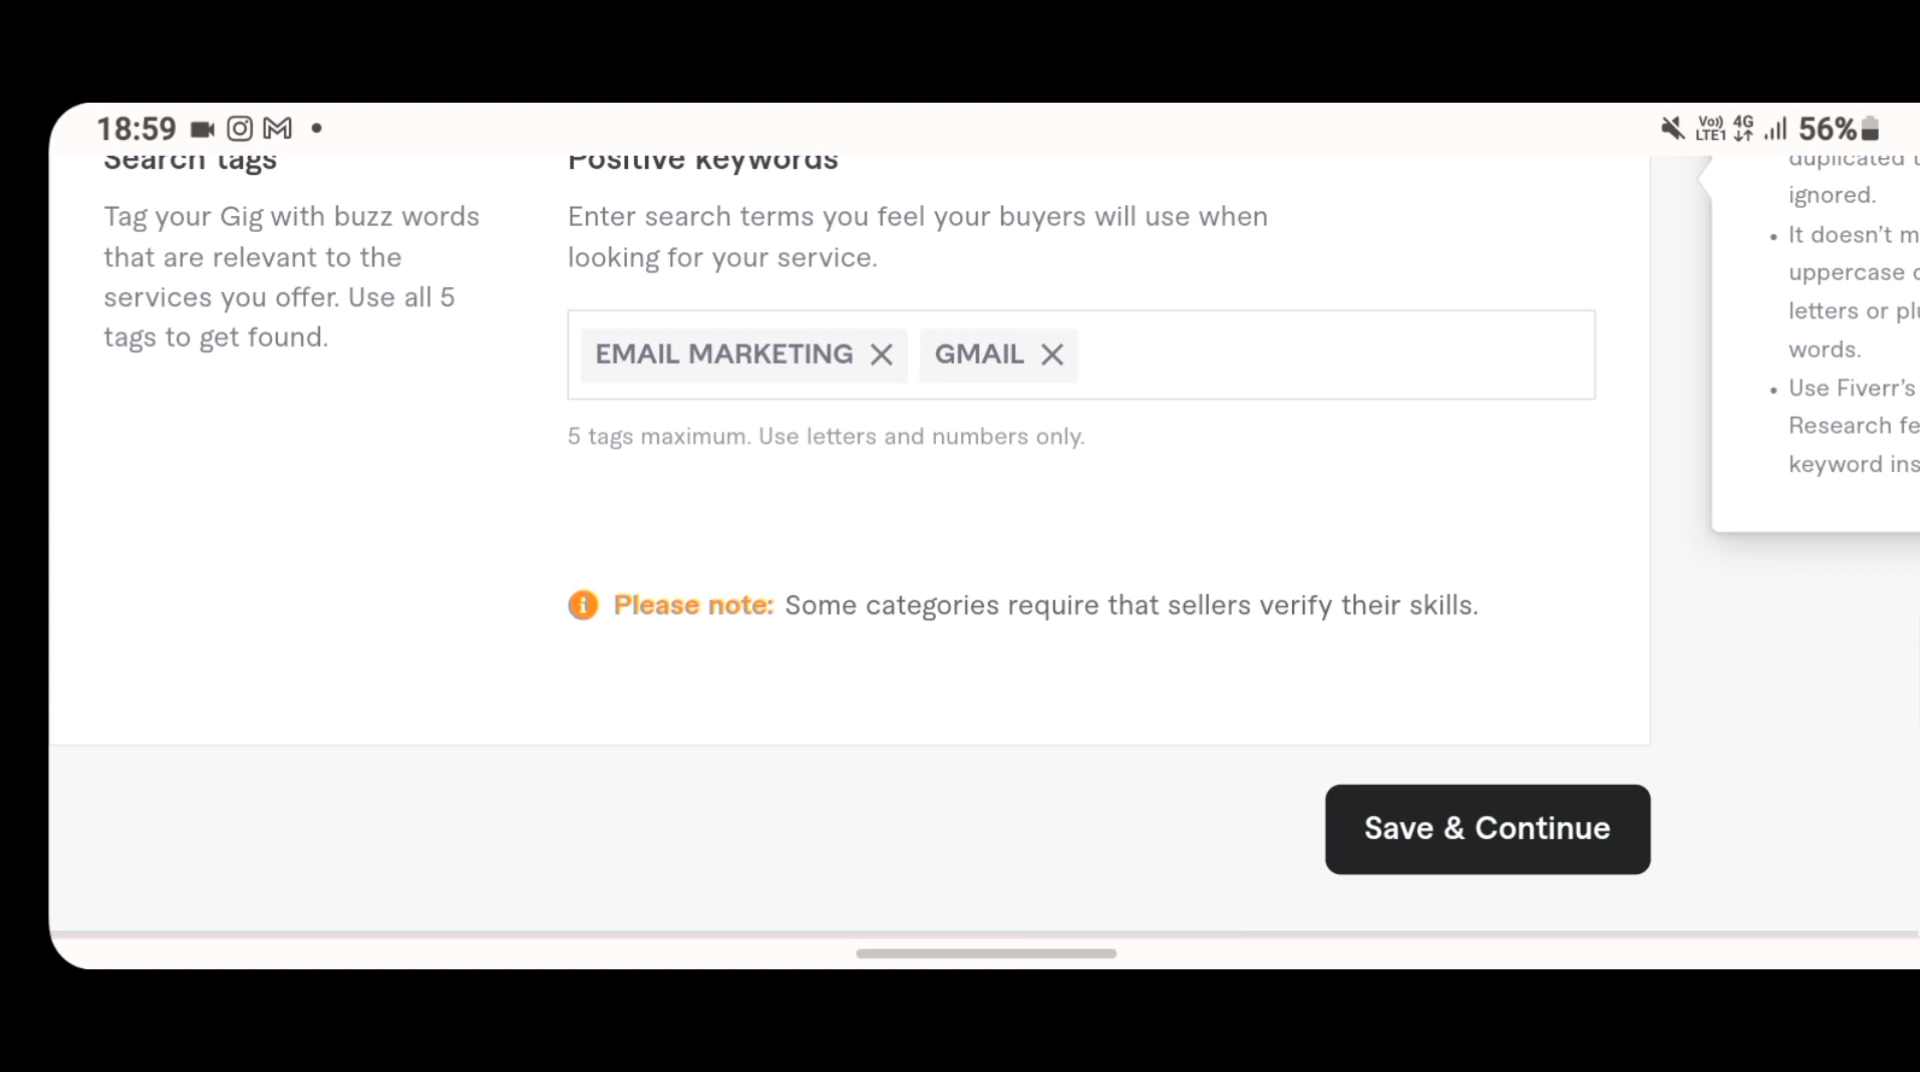 18:59
Vo)) LTE1 4G 56%
Search tags
Positive keywords
Tag your Gig with buzz words
that are relevant to the
services you offer. Use all 5
tags to get found.
Enter search terms you feel your buyers will use when
looking for your service.
EMAIL MARKETING
GMAIL
5 tags maximum. Use letters and numbers only.
Please note: Some categories require that sellers verify their skills.
Save & Continue
duplicated
ignored.
It doesn't
uppercase
letters or
words.
Use Fiverr's
Research
keyword